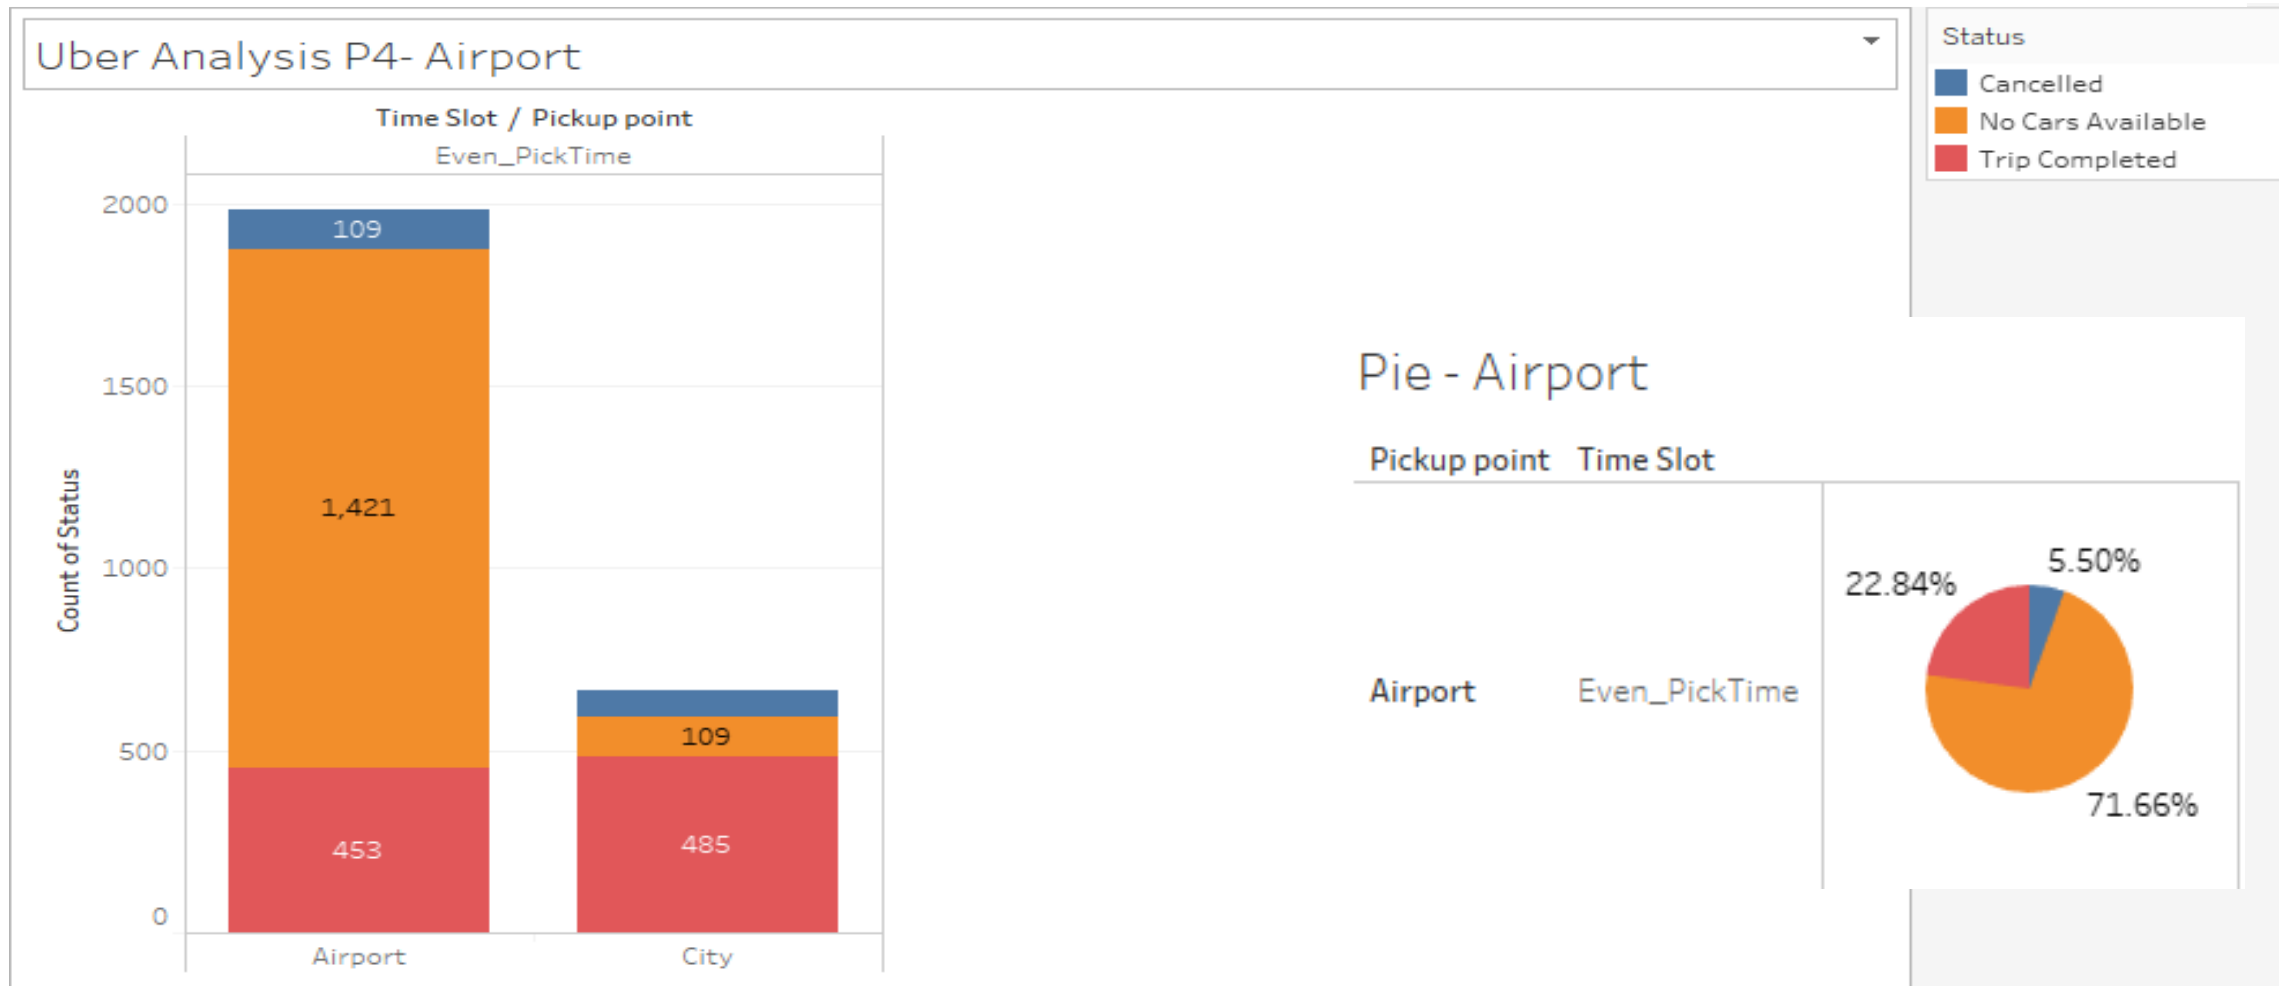 Uber Analysis P4- Airport
Status
Cancelled
No Cars Available
Trip Completed
Time Slot / Pickup point
Even_PickTime
2000
1500
1000
500
0
Count of Status
109
1,421
453
109
485
Airport City
Pie - Airport
Pickup point Time Slot
Airport Even_PickTime
5.50%
22.84%
71.66%